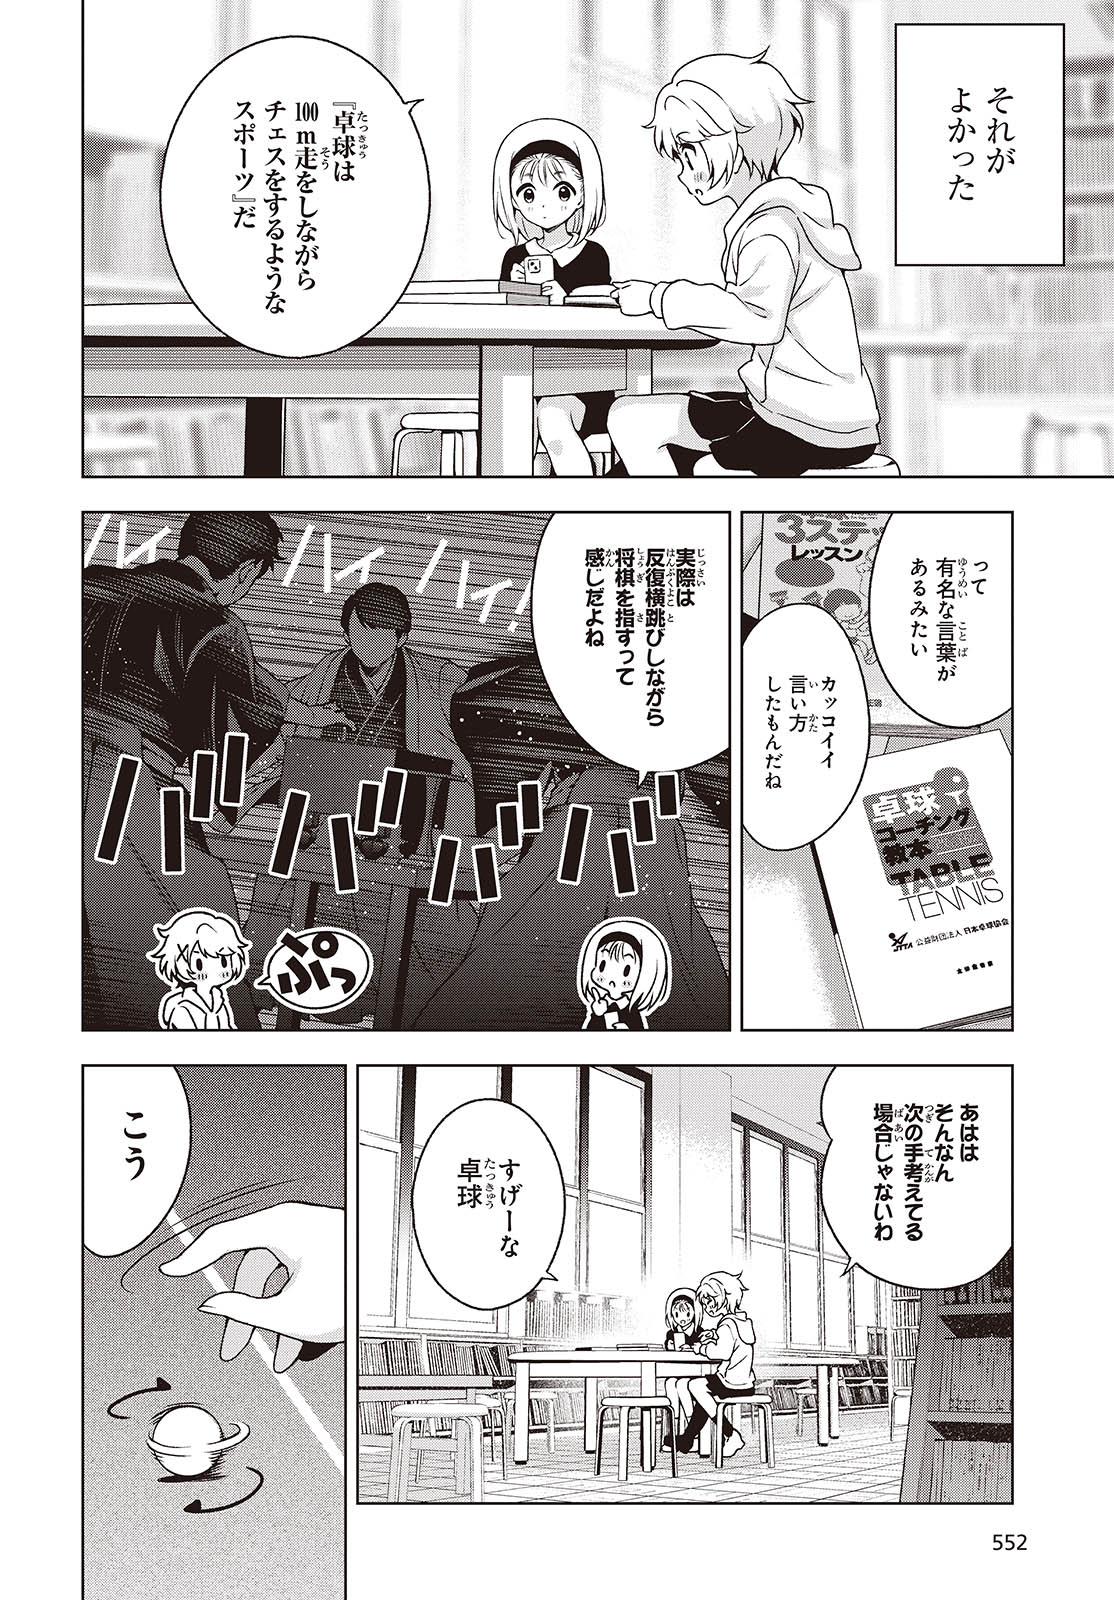 それが
よかった
『卓球は
100m走をしながら
チェスをするような
スポーツ』だ
って
有名な言葉が
あるみたい
カッコイイ
言い方
したもんだね
3ステッ
レッスン
卓球
コーチング
教本
TABLE
TENNIS
JTTA 公益財団法人 日本卓球協会
実際は
反復横跳びしながら
将棋を指すって
感じだよね
ハイ
ハイ
ハイ!
ババババババババ
ぷっ
あはは
そんなん
次の手考えてる
場合じゃないわ
すげーな
卓球
こう
552